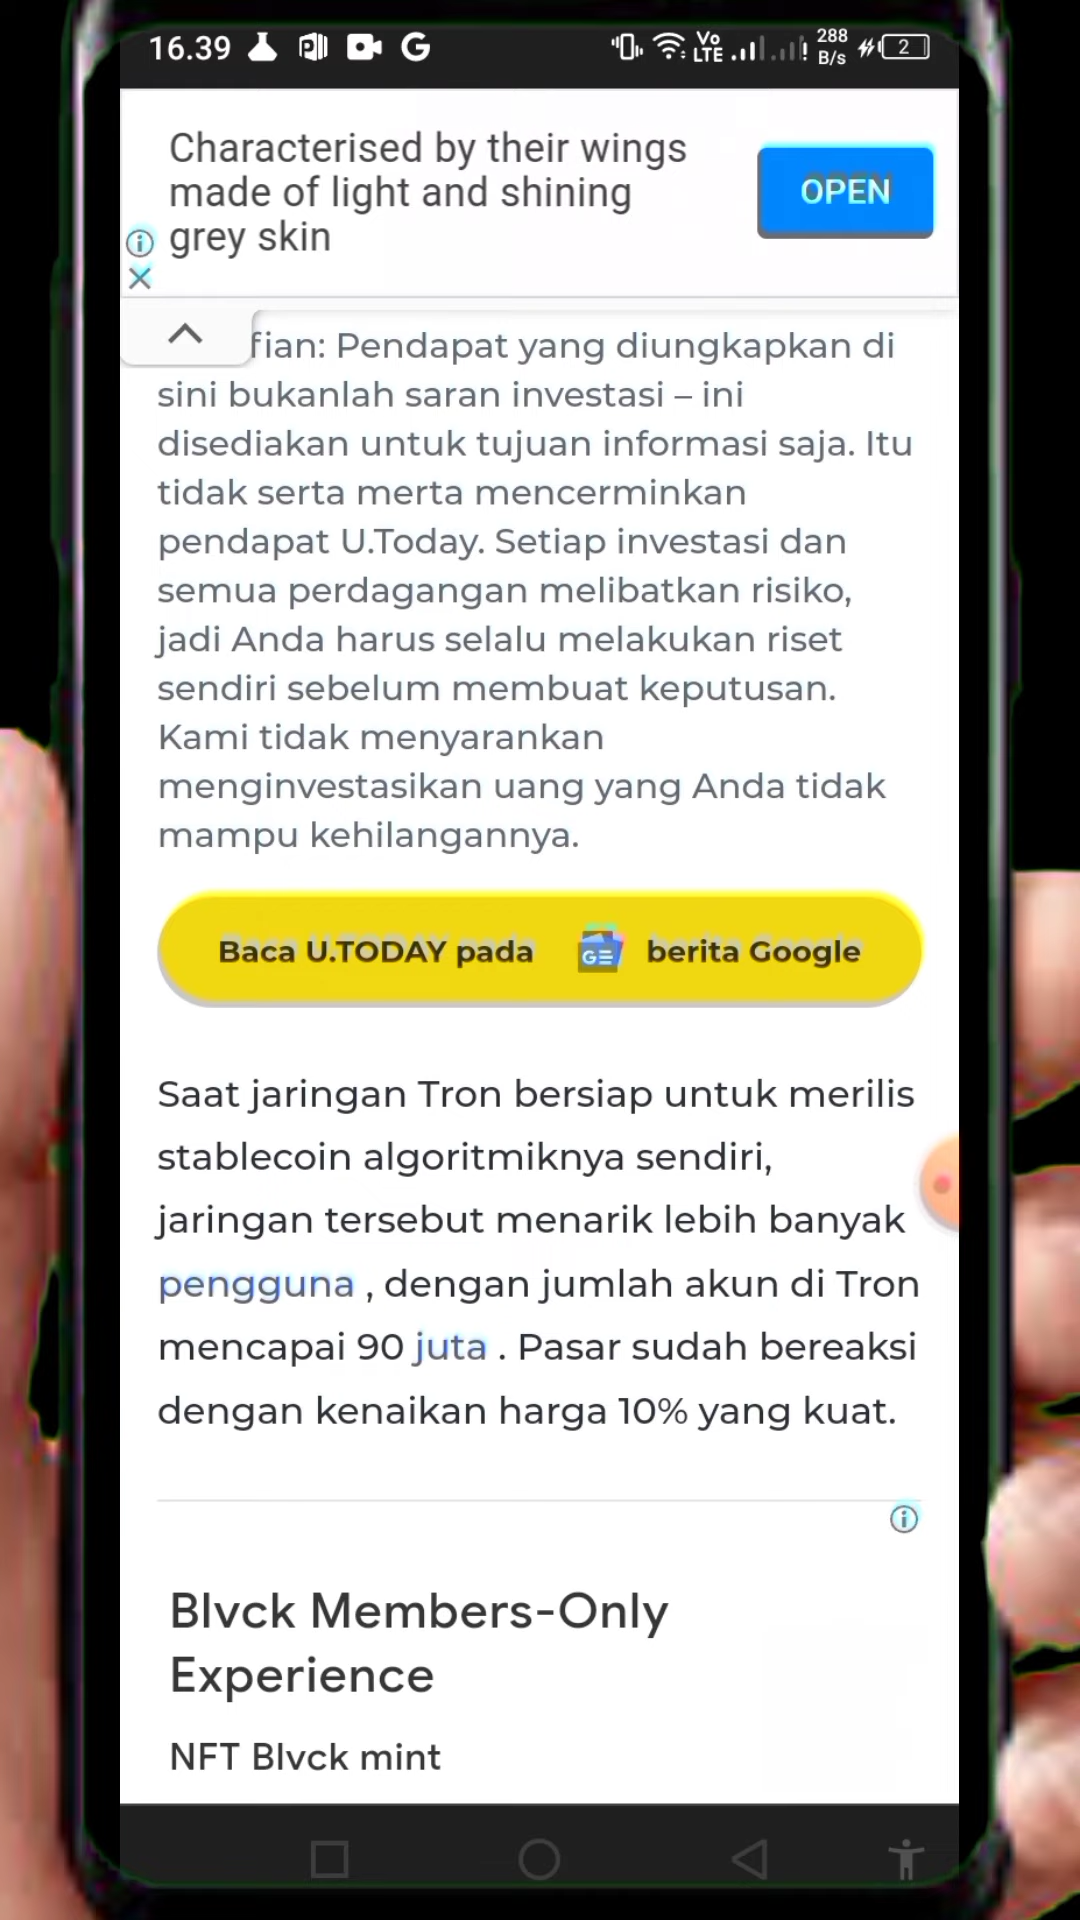 16.39
Vo LTE
288 B/s
2
Characterised by their wings
made of light and shining
grey skin
OPEN
fian: Pendapat yang diungkapkan di
sini bukanlah saran investasi – ini
disediakan untuk tujuan informasi saja. Itu
tidak serta merta mencerminkan
pendapat U.Today. Setiap investasi dan
semua perdagangan melibatkan risiko,
jadi Anda harus selalu melakukan riset
sendiri sebelum membuat keputusan.
Kami tidak menyarankan
menginvestasikan uang yang Anda tidak
mampu kehilangannya.
Baca U.TODAY pada GE berita Google
Saat jaringan Tron bersiap untuk merilis
stablecoin algoritmiknya sendiri,
jaringan tersebut menarik lebih banyak
pengguna , dengan jumlah akun di Tron
mencapai 90 juta . Pasar sudah bereaksi
dengan kenaikan harga 10% yang kuat.
Blvck Members-Only
Experience
NFT Blvck mint